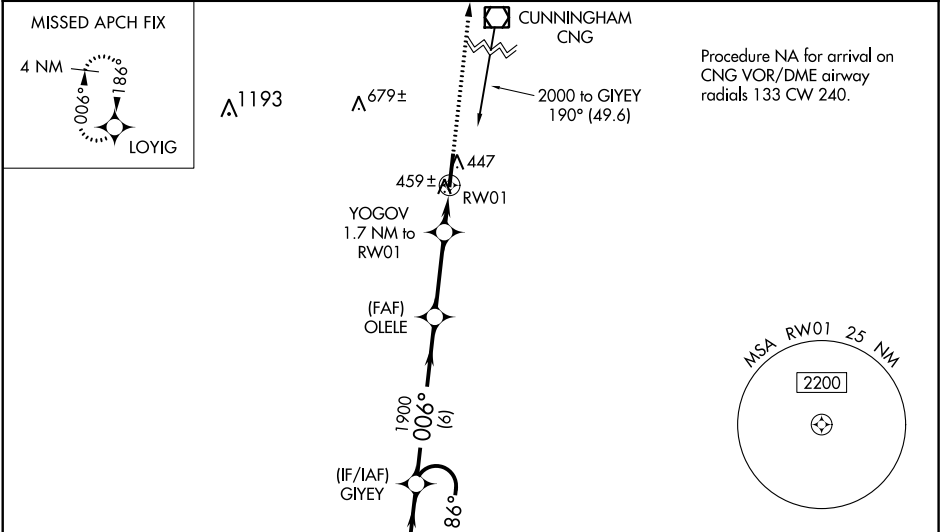 MISSED APCH FIX
4 NM
006°
186°
LOYIG
1193
679±
CUNNINGHAM
CNG
2000 to GIYEY
190° (49.6)
Procedure NA for arrival on
CNG VOR/DME airway
radials 133 CW 240.
447
459±
RW01
YOGOV
1.7 NM to
RW01
(FAF)
OLELE
1900
006°
(6)
(IF/IAF)
GIYEY
86°
MSA RW01 25 NM
2200